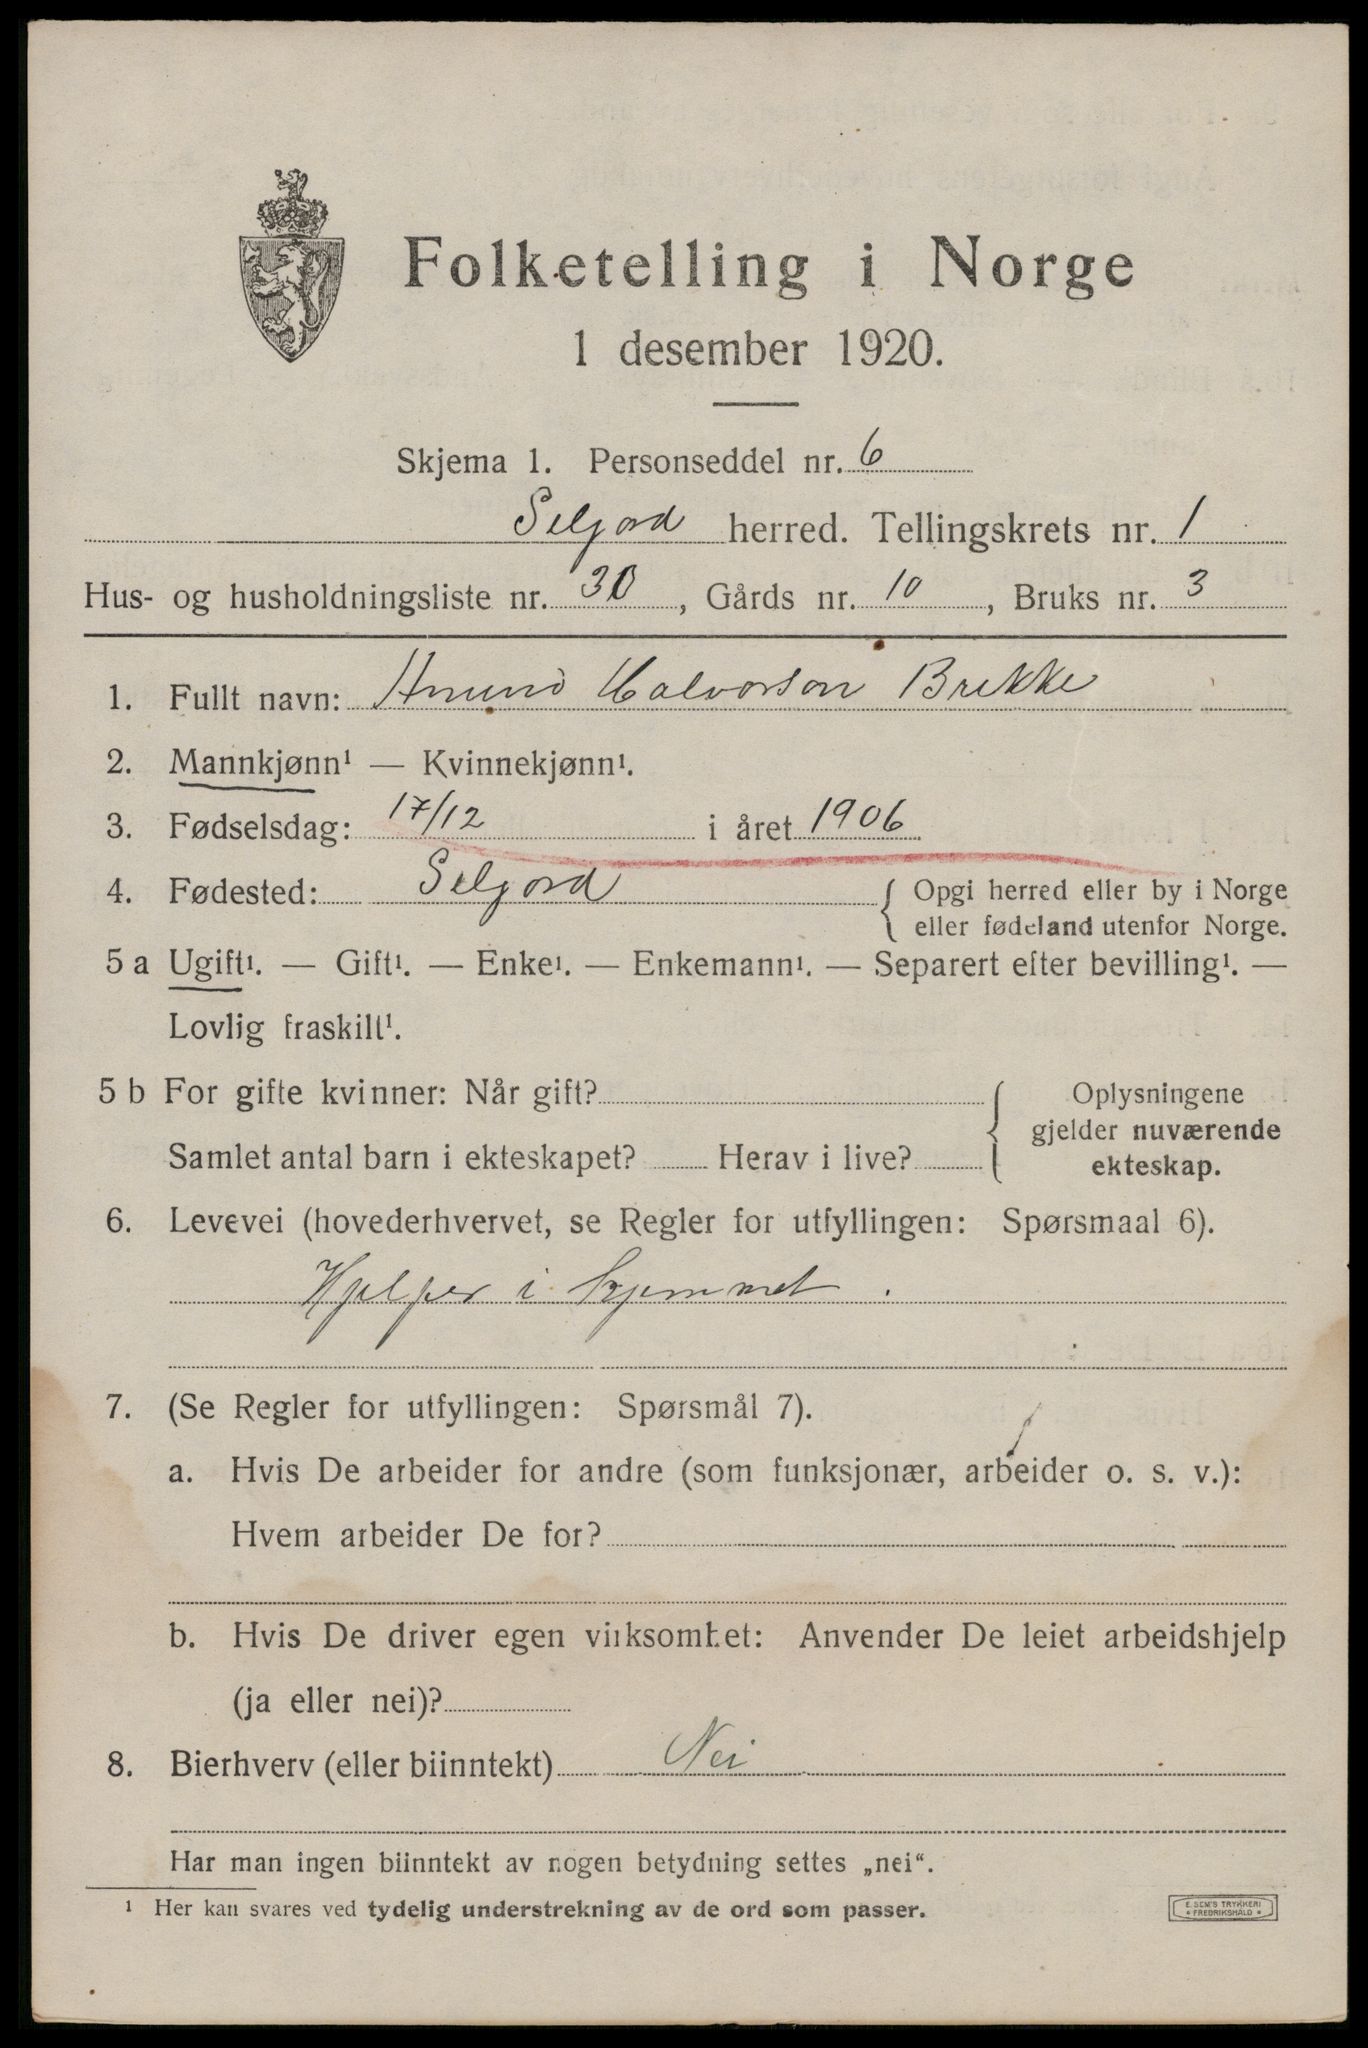 Folketelling i Norge
1 desember 1920.
Skjema 1. Personseddel nr. 6
Seljord herred. Tellingskrets nr. 1
Hus- og husholdningsliste nr. 30, Gårds nr. 10, Bruks nr. 3
1. Fullt navn: Amund Halvorson Brekke
2. Mannkjønn¹ — Kvinnekjønn¹.
3. Fødselsdag: 17/12 i året 1906
4. Fødested: Seljord { Opgi herred eller by i Norge
eller fødeland utenfor Norge.
5 a Ugift¹. — Gift¹. — Enke¹. — Enkemann¹. — Separert efter bevilling¹. —
Lovlig fraskilt¹.
5 b For gifte kvinner: Når gift? { Oplysningene
gjelder nuværende
Samlet antal barn i ekteskapet? Herav i live? ekteskap.
6. Levevei (hovederhvervet, se Regler for utfyllingen: Spørsmaal 6).
Hjelper i hjemmet.
7. (Se Regler for utfyllingen: Spørsmål 7).
a. Hvis De arbeider for andre (som funksjonær, arbeider o. s. v.):
Hvem arbeider De for?
b. Hvis De driver egen virksomhet: Anvender De leiet arbeidshjelp
(ja eller nei)?
8. Bierhverv (eller biinntekt) Nei
Har man ingen biinntekt av nogen betydning settes „nei“.
¹ Her kan svares ved tydelig understrekning av de ord som passer.
E. SEM'S TRYKKERI
* FREDRIKSHALD *